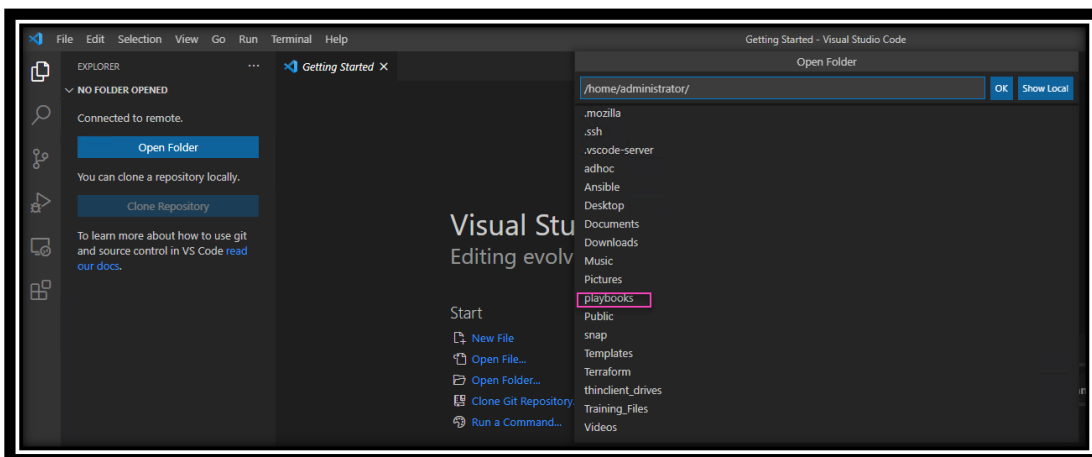 File Edit Selection View Go Run Terminal Help
Getting Started - Visual Studio Code
EXPLORER
NO FOLDER OPENED
Connected to remote.
Open Folder
You can clone a repository locally.
Clone Repository
To learn more about how to use git
and source control in VS Code read
our docs.
Getting Started
Visual Stu
Editing evolv
Start
New File
Open File...
Open Folder...
Clone Git Repository
Run a Command...
Open Folder
/home/administrator/
OK Show Local
.mozilla
.ssh
.vscode-server
adhoc
Ansible
Desktop
Documents
Downloads
Music
Pictures
playbooks
Public
snap
Templates
Terraform
thinclient_drives
Training_Files
Videos